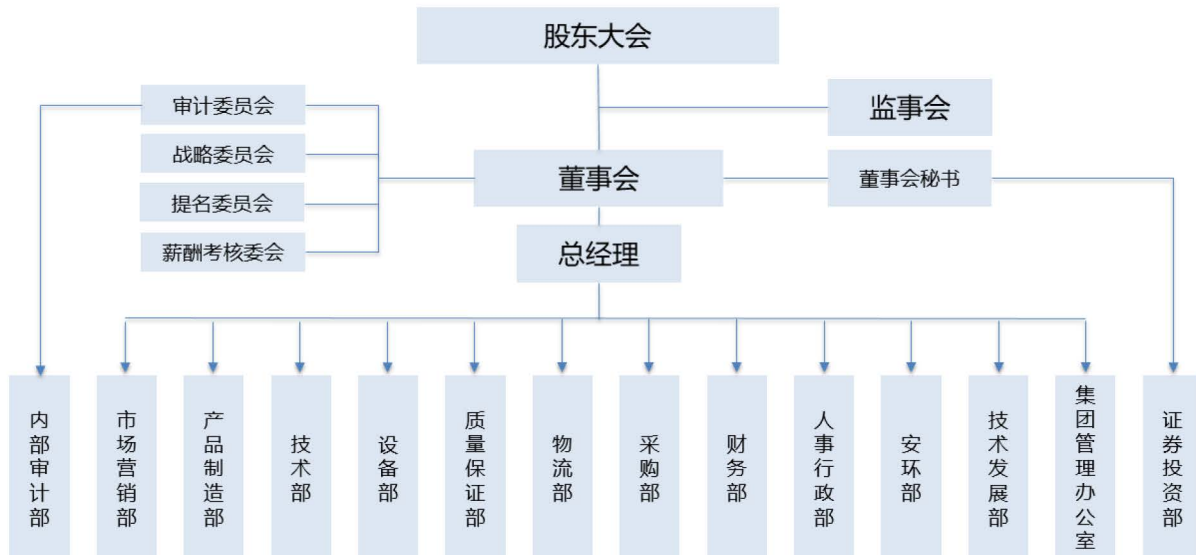 股东大会
审计委员会
监事会
战略委员会
董事会
董事会秘书
提名委员会
总经理
薪酬考核委会
内部审计部
市场营销部
产品制造部
技术部
设备部
质量保证部
物流部
采购部
财务部
人事行政部
安环部
技术发展部
集团管理办公室
证券投资部